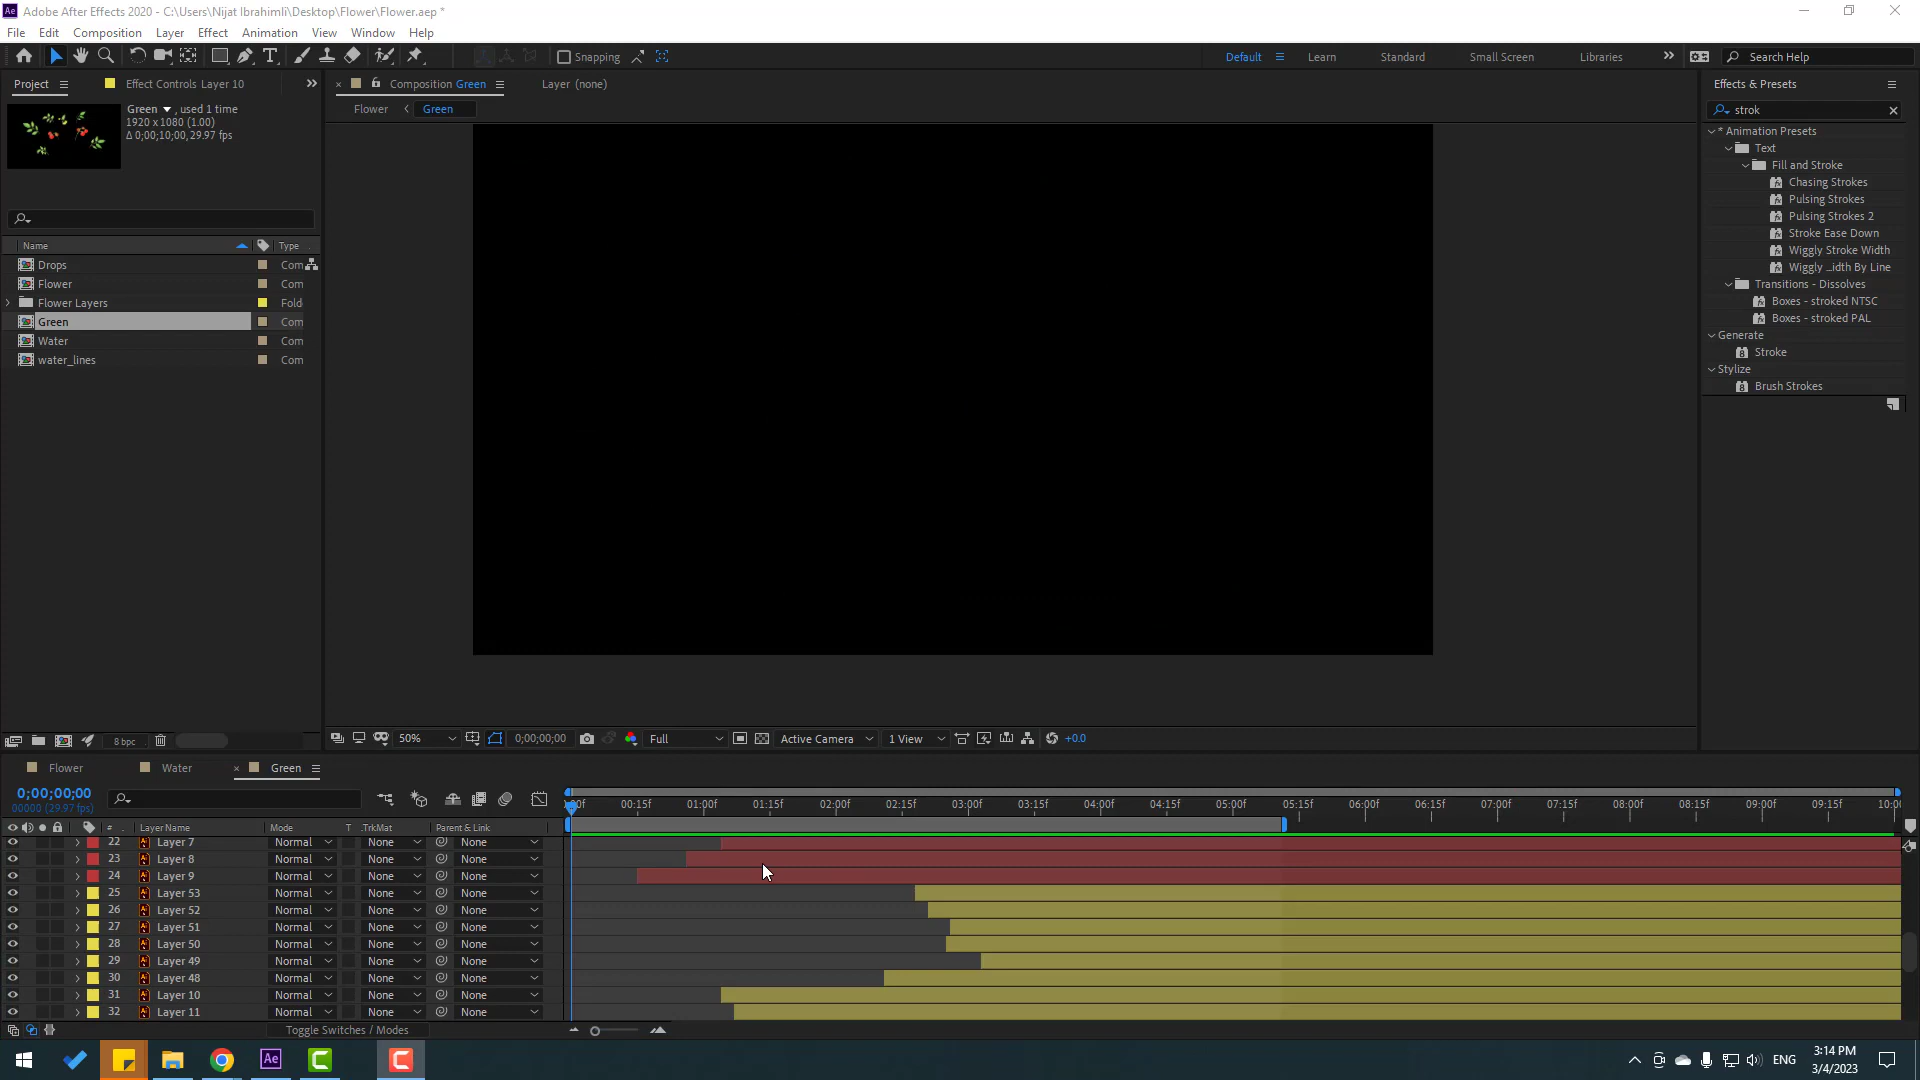 Adobe After Effects 2020 - C:\Users\Nijat Ibrahimli\Desktop\Flower\Flower.aep *
File Edit Composition Layer Effect Animation View Window Help
Snapping Default Learn Standard Small Screen Libraries Search Help
Project Effect Controls Layer 10 Composition Green Layer (none) Effects & Presets
Green , used 1 time
1920 x 1080 (1.00)
Δ 0;00;10;00, 29.97 fps
Flower Green
strok
* Animation Presets
Text
Fill and Stroke
Chasing Strokes
Pulsing Strokes
Pulsing Strokes 2
Stroke Ease Down
Wiggly Stroke Width
Wiggly ...idth By Line
Transitions - Dissolves
Boxes - stroked NTSC
Boxes - stroked PAL
Generate
Stroke
Stylize
Brush Strokes
Name Type
Drops Com
Flower Com
Flower Layers Fold
Green Com
Water Com
water_lines Com
8 bpc 50% 0;00;00;00 Full Active Camera 1 View +0.0
Flower Water Green
0;00;00;00
00000 (29.97 fps)
00f 00:15f 01:00f 01:15f 02:00f 02:15f 03:00f 03:15f 04:00f 04:15f 05:00f 05:15f 06:00f 06:15f 07:00f 07:15f 08:00f 08:15f 09:00f 09:15f 10:0
# Layer Name Mode T .TrkMat Parent & Link
22 Layer 7 Normal None None
23 Layer 8 Normal None None
24 Layer 9 Normal None None
25 Layer 53 Normal None None
26 Layer 52 Normal None None
27 Layer 51 Normal None None
28 Layer 50 Normal None None
29 Layer 49 Normal None None
30 Layer 48 Normal None None
31 Layer 10 Normal None None
32 Layer 11 Normal None None
Toggle Switches / Modes
ENG
3:14 PM
3/4/2023